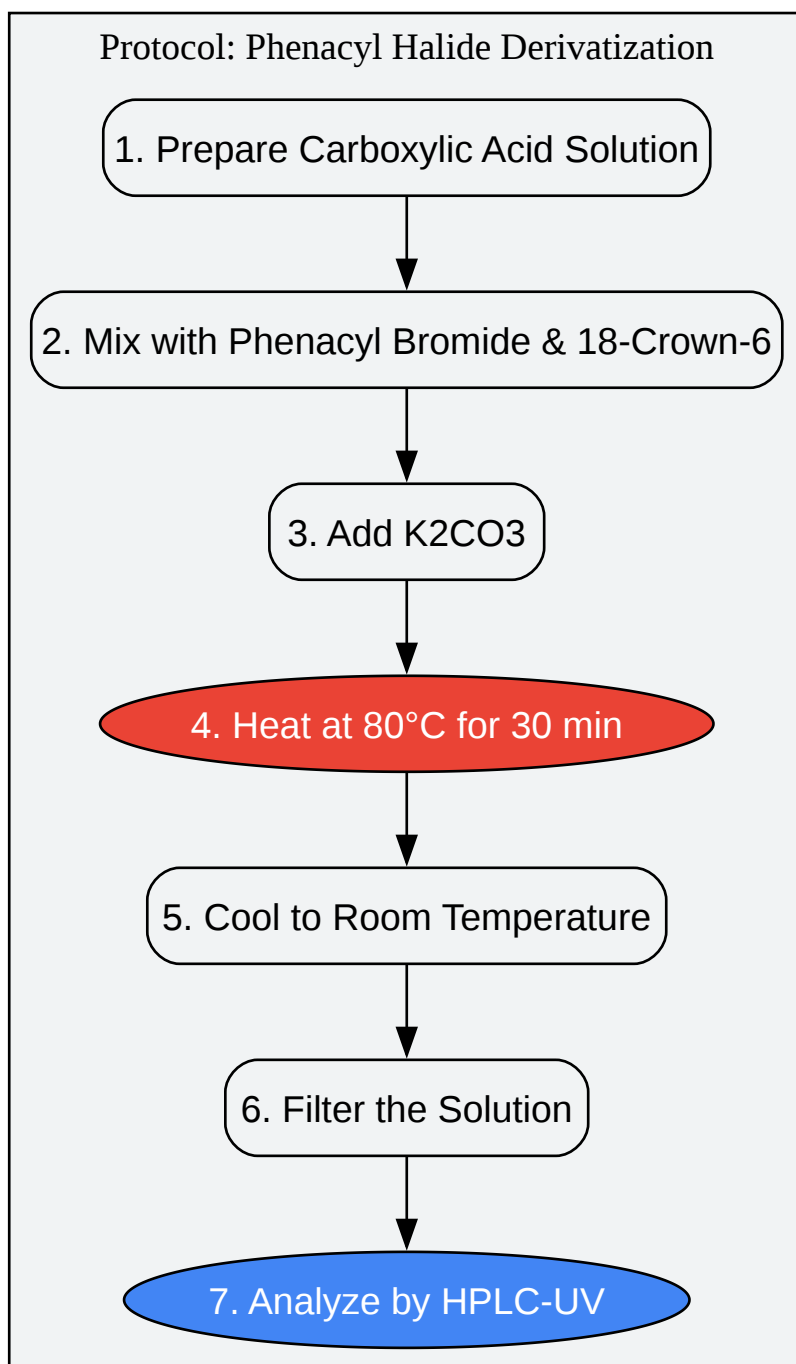 Protocol: Phenacyl Halide Derivatization
1. Prepare Carboxylic Acid Solution
2. Mix with Phenacyl Bromide & 18-Crown-6
3. Add K2CO3
4. Heat at 80°C for 30 min
5. Cool to Room Temperature
6. Filter the Solution
7. Analyze by HPLC-UV